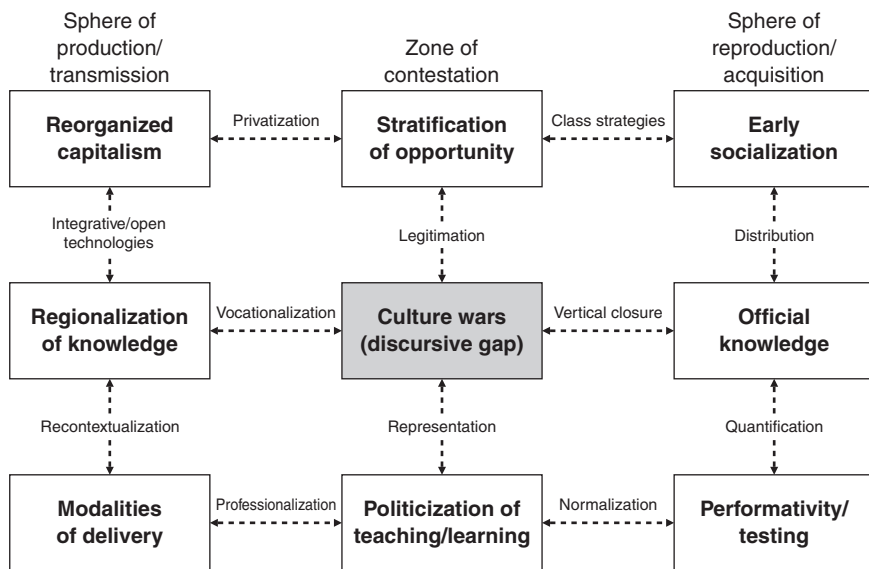 Sphere of
production/
transmission
Zone of
contestation
Sphere of
reproduction/
acquisition
Reorganized
capitalism
Privatization
Stratification
of opportunity
Class strategies
Early
socialization
Integrative/open
technologies
Legitimation
Distribution
Regionalization
of knowledge
Vocationalization
Culture wars
(discursive gap)
Vertical closure
Official
knowledge
Recontextualization
Representation
Quantification
Modalities
of delivery
Professionalization
Politicization of
teaching/learning
Normalization
Performativity/
testing